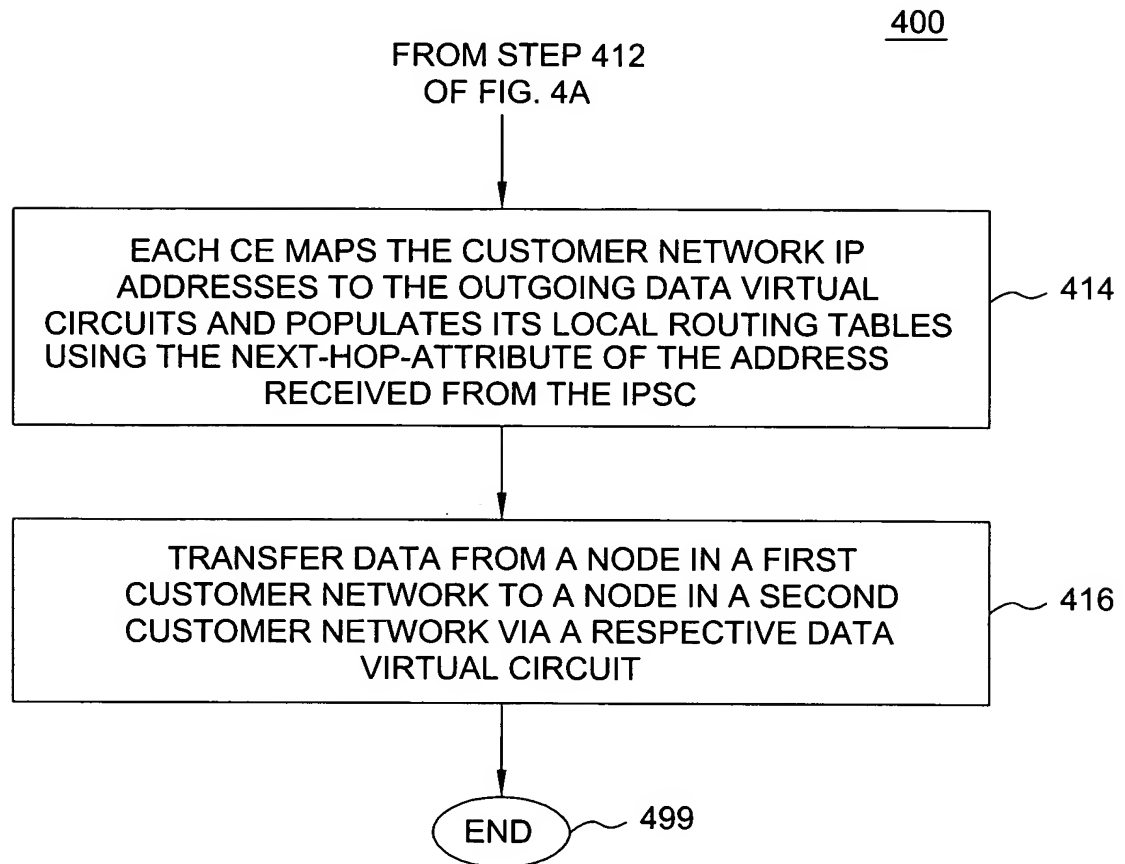 400
FROM STEP 412
OF FIG. 4A
EACH CE MAPS THE CUSTOMER NETWORK IP
ADDRESSES TO THE OUTGOING DATA VIRTUAL
CIRCUITS AND POPULATES ITS LOCAL ROUTING TABLES
USING THE NEXT-HOP-ATTRIBUTE OF THE ADDRESS
RECEIVED FROM THE IPSC
414
TRANSFER DATA FROM A NODE IN A FIRST
CUSTOMER NETWORK TO A NODE IN A SECOND
CUSTOMER NETWORK VIA A RESPECTIVE DATA
VIRTUAL CIRCUIT
416
END
499